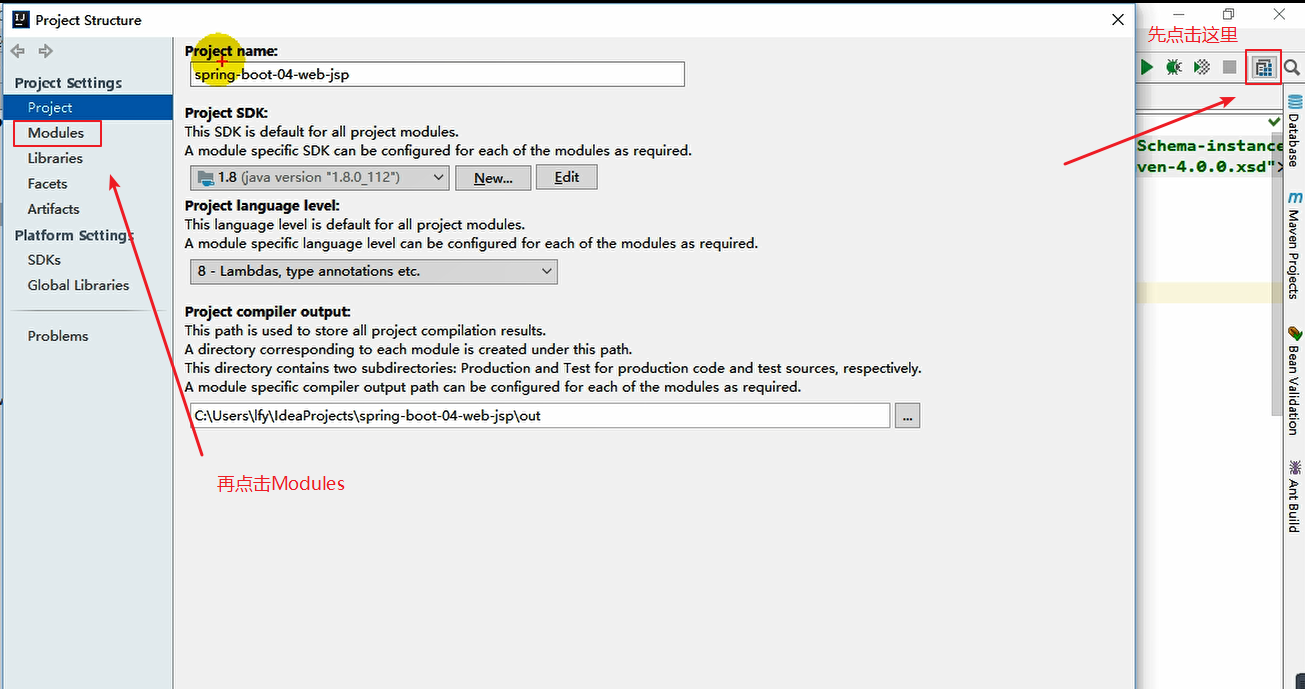 Project Structure
先点击这里
Project Settings
Project
Modules
Libraries
Facets
Artifacts
Platform Settings
SDKs
Global Libraries
Problems
Project name:
spring-boot-04-web-jsp
Project SDK:
This SDK is default for all project modules.
A module specific SDK can be configured for each of the modules as required.
1.8 (java version "1.8.0_112")
New...
Edit
Project language level:
This language level is default for all project modules.
A module specific language level can be configured for each of the modules as required.
8 - Lambdas, type annotations etc.
Project compiler output:
This path is used to store all project compilation results.
A directory corresponding to each module is created under this path.
This directory contains two subdirectories: Production and Test for production code and test sources, respectively.
A module specific compiler output path can be configured for each of the modules as required.
C:\Users\lfy\IdeaProjects\spring-boot-04-web-jsp\out
...
再点击Modules
Schema-instance
ven-4.0.0.xsd">
Database
Maven Projects
Bean Validation
Ant Build